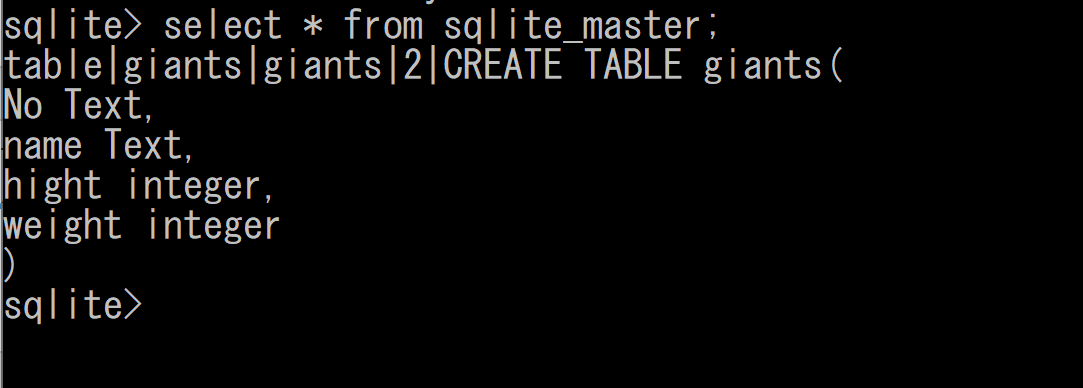 sqlite> select * from sqlite_master;
table|giants|giants|2|CREATE TABLE giants(
No Text,
name Text,
hight integer,
weight integer
)
sqlite>